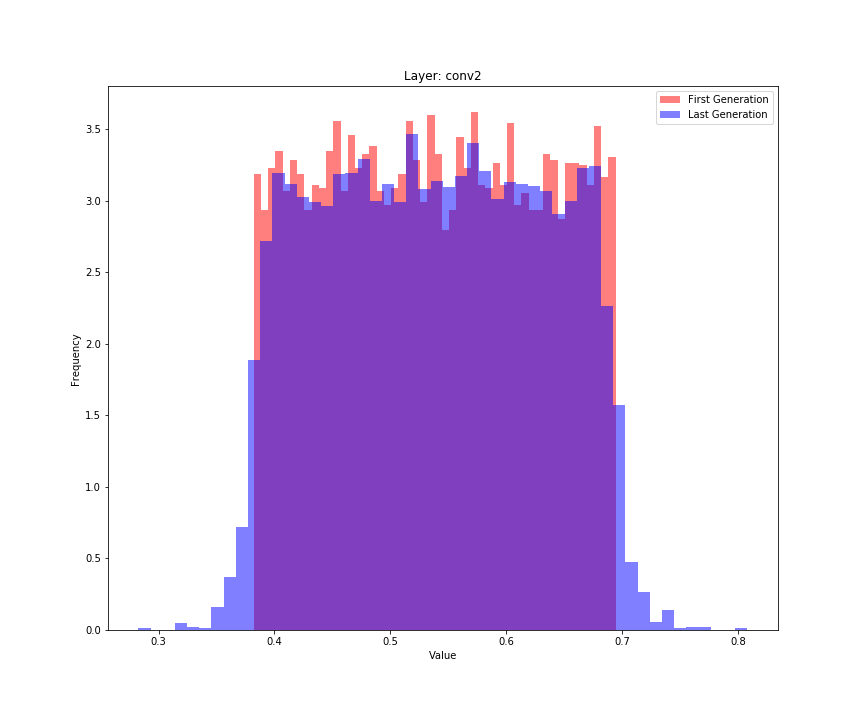 Layer: conv2
First Generation
Last Generation
3.5
3.0
2.5
2.0
1.5
1.0
0.5
0.0
Frequency
0.3 0.4 0.5 0.6 0.7 0.8
Value